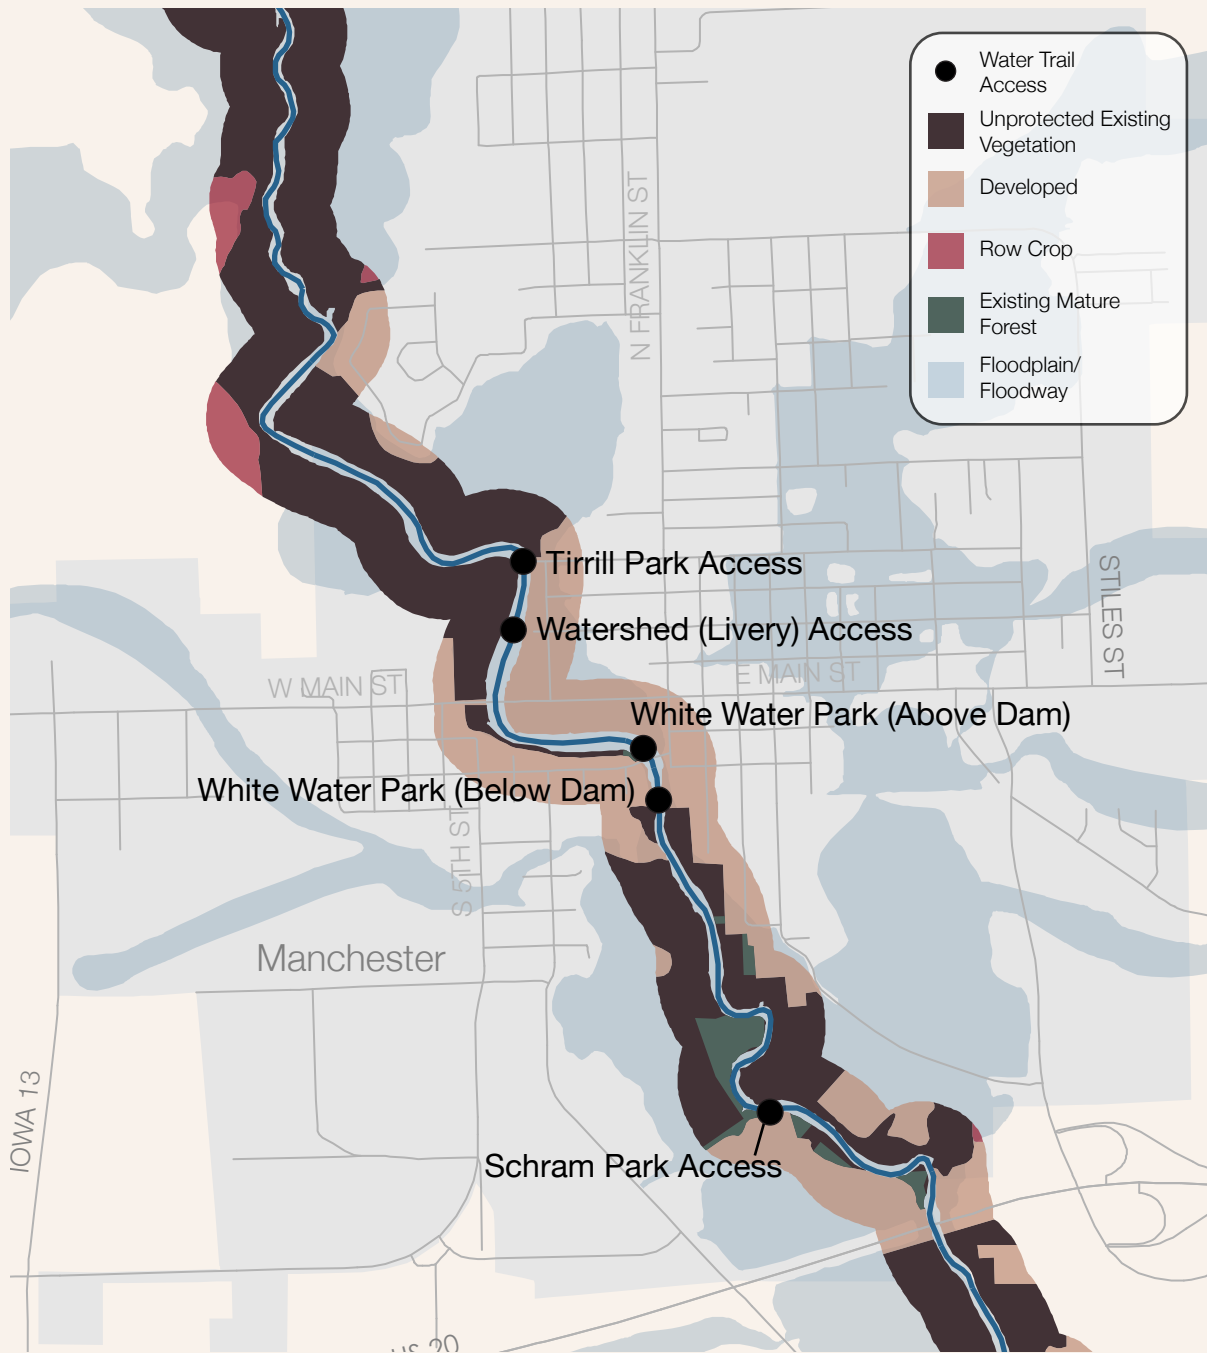 Water Trail
Access
Unprotected Existing
Vegetation
Developed
Row Crop
Existing Mature
Forest
Floodplain/
Floodway
N FRANKLIN ST
Tirrill Park Access
STILES ST
Watershed (Livery) Access
E MAIN ST
W MAIN ST
White Water Park (Above Dam)
White Water Park (Below Dam)
S 5TH ST
Manchester
IOWA 13
Schram Park Access
US 20